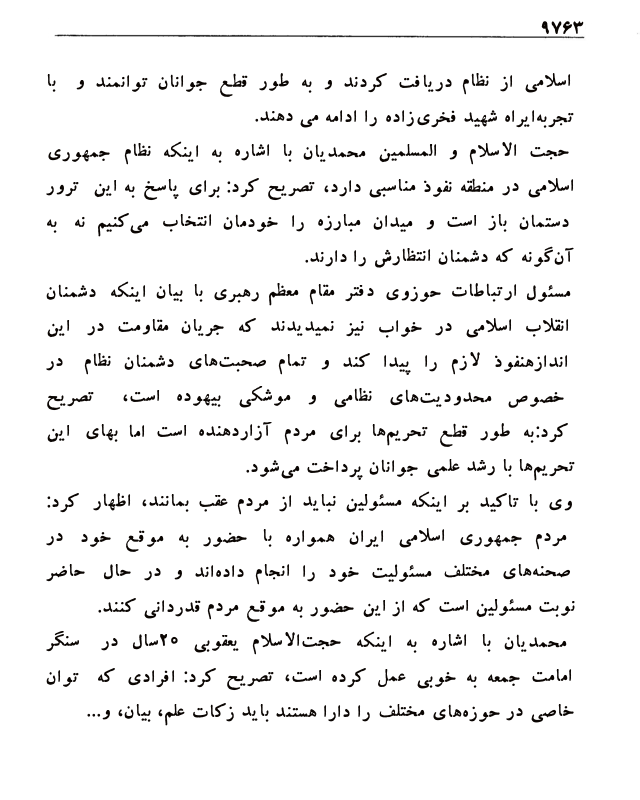 ۹۷۶۳
اسلامی از نظام دریافت کردند و به طور قطع جوانان توانمند و با
تجربه‌ایراه شهید فخری‌زاده را ادامه می دهند.
حجت الاسلام و المسلمین محمدیان با اشاره به اینکه نظام جمهوری
اسلامی در منطقه نفوذ مناسبی دارد، تصریح کرد: برای پاسخ به این ترور
دستمان باز است و میدان مبارزه را خودمان انتخاب می‌کنیم نه به
آن‌گونه که دشمنان انتظارش را دارند.
مسئول ارتباطات حوزوی دفتر مقام معظم رهبری با بیان اینکه دشمنان
انقلاب اسلامی در خواب نیز نمیدیدند که جریان مقاومت در این
اندازهنفوذ لازم را پیدا کند و تمام صحبت‌های دشمنان نظام در
خصوص محدودیت‌های نظامی و موشکی بیهوده است، تصریح
کرد:به طور قطع تحریم‌ها برای مردم آزاردهنده است اما بهای این
تحریم‌ها با رشد علمی جوانان پرداخت می‌شود.
وی با تاکید بر اینکه مسئولین نباید از مردم عقب بمانند، اظهار کرد:
مردم جمهوری اسلامی ایران همواره با حضور به موقع خود در
صحنه‌های مختلف مسئولیت خود را انجام داده‌اند و در حال حاضر
نوبت مسئولین است که از این حضور به موقع مردم قدردانی کنند.
محمدیان با اشاره به اینکه حجت‌الاسلام یعقوبی ۲۵سال در سنگر
امامت جمعه به خوبی عمل کرده است، تصریح کرد: افرادی که توان
خاصی در حوزه‌های مختلف را دارا هستند باید زکات علم، بیان، و...